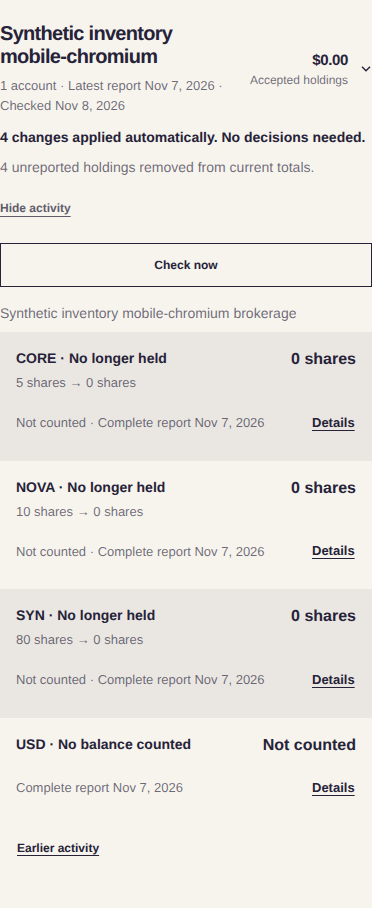 Synthetic inventory
mobile-chromium
$0.00
Accepted holdings
1 account · Latest report Nov 7, 2026 ·
Checked Nov 8, 2026
4 changes applied automatically. No decisions needed.
4 unreported holdings removed from current totals.
Hide activity
Check now
Synthetic inventory mobile-chromium brokerage
CORE · No longer held
0 shares
5 shares → 0 shares
Not counted · Complete report Nov 7, 2026
Details
NOVA · No longer held
0 shares
10 shares → 0 shares
Not counted · Complete report Nov 7, 2026
Details
SYN · No longer held
0 shares
80 shares → 0 shares
Not counted · Complete report Nov 7, 2026
Details
USD · No balance counted
Not counted
Complete report Nov 7, 2026
Details
Earlier activity